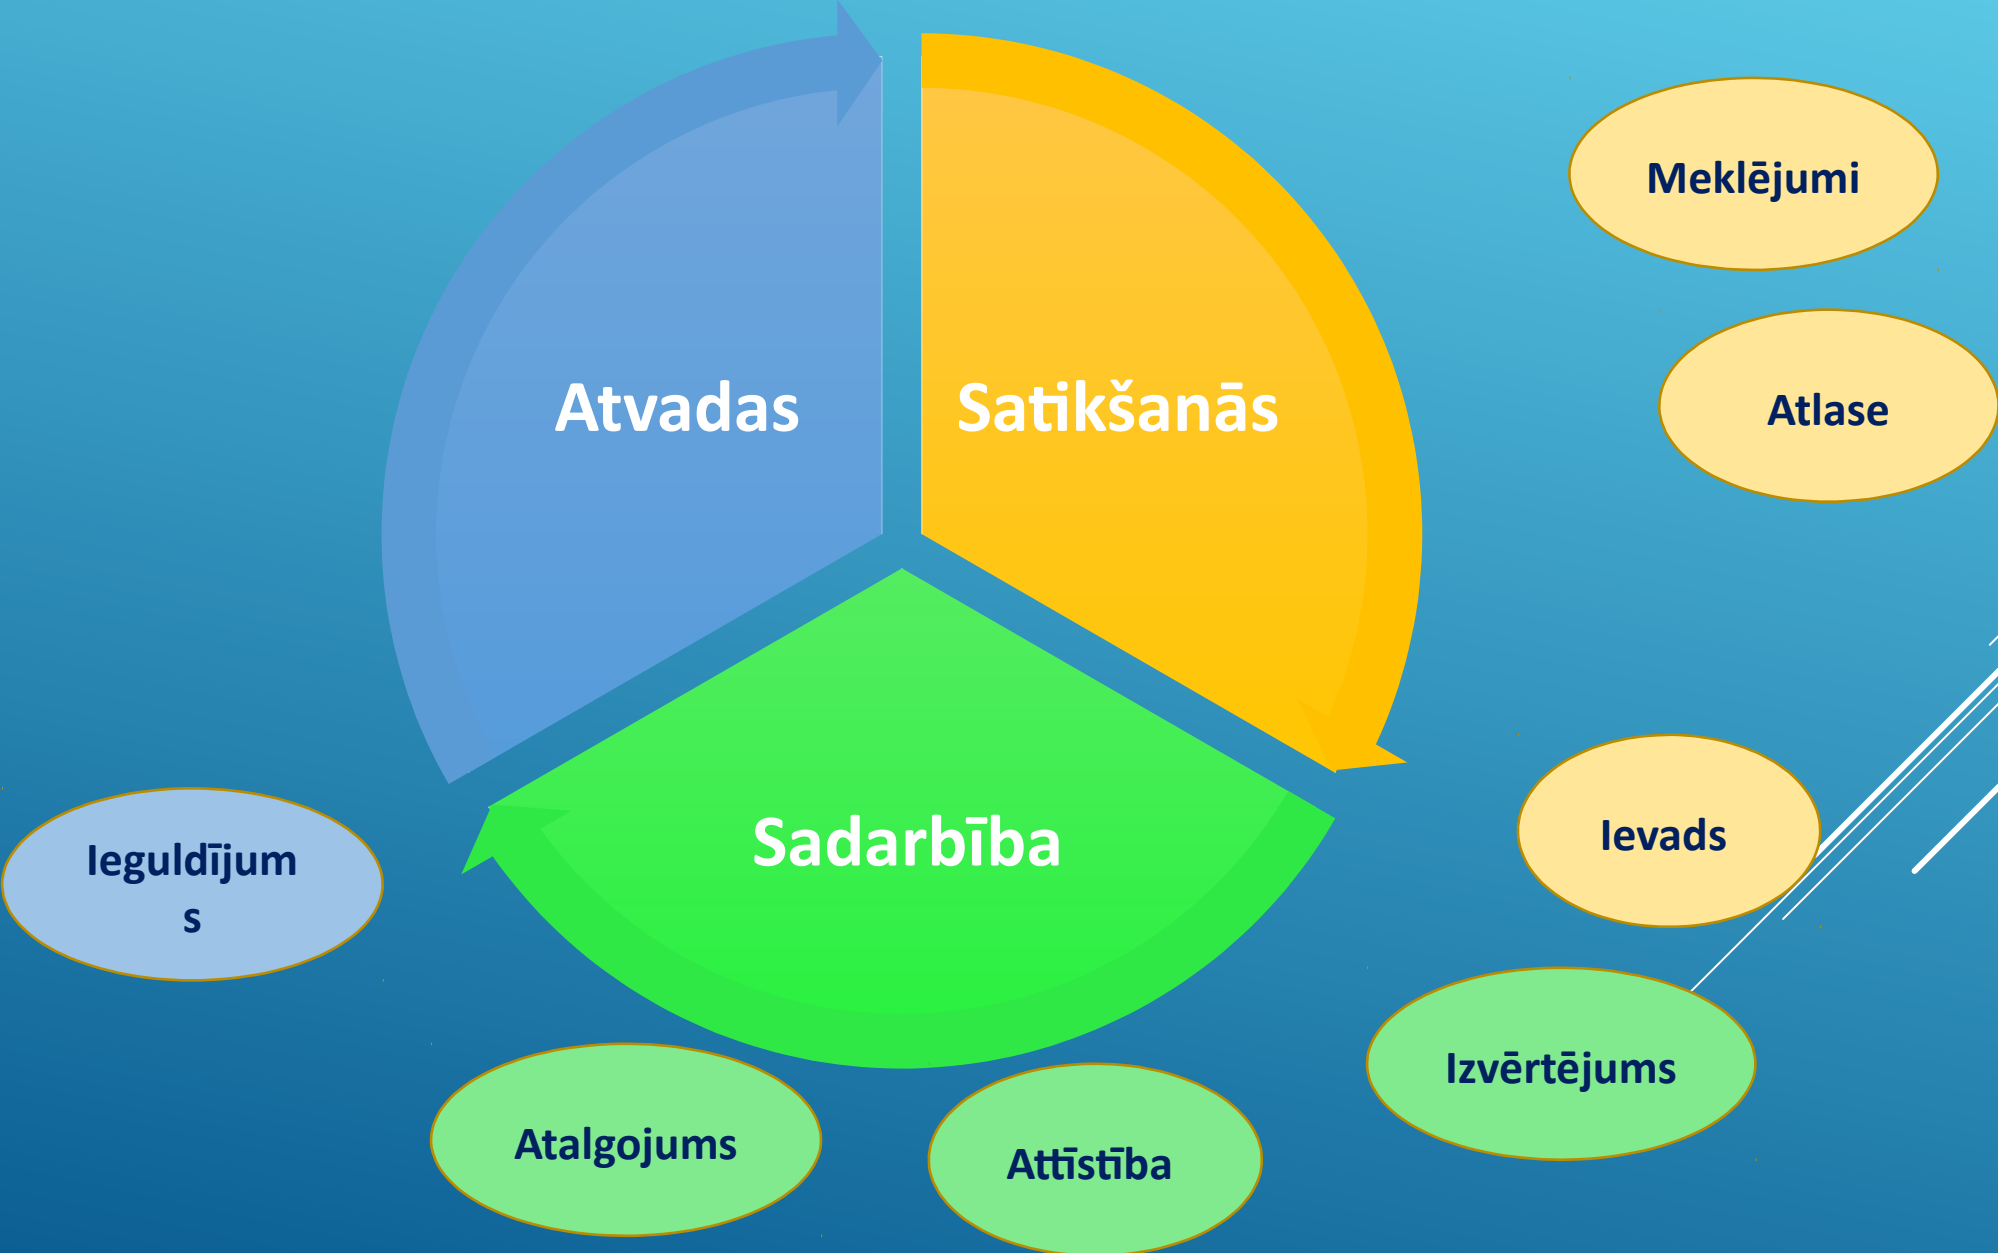 Atvadas
Satikšanās
Sadarbība
Meklējumi
Atlase
Ievads
Izvērtējums
Attīstība
Atalgojums
Ieguldījum
s